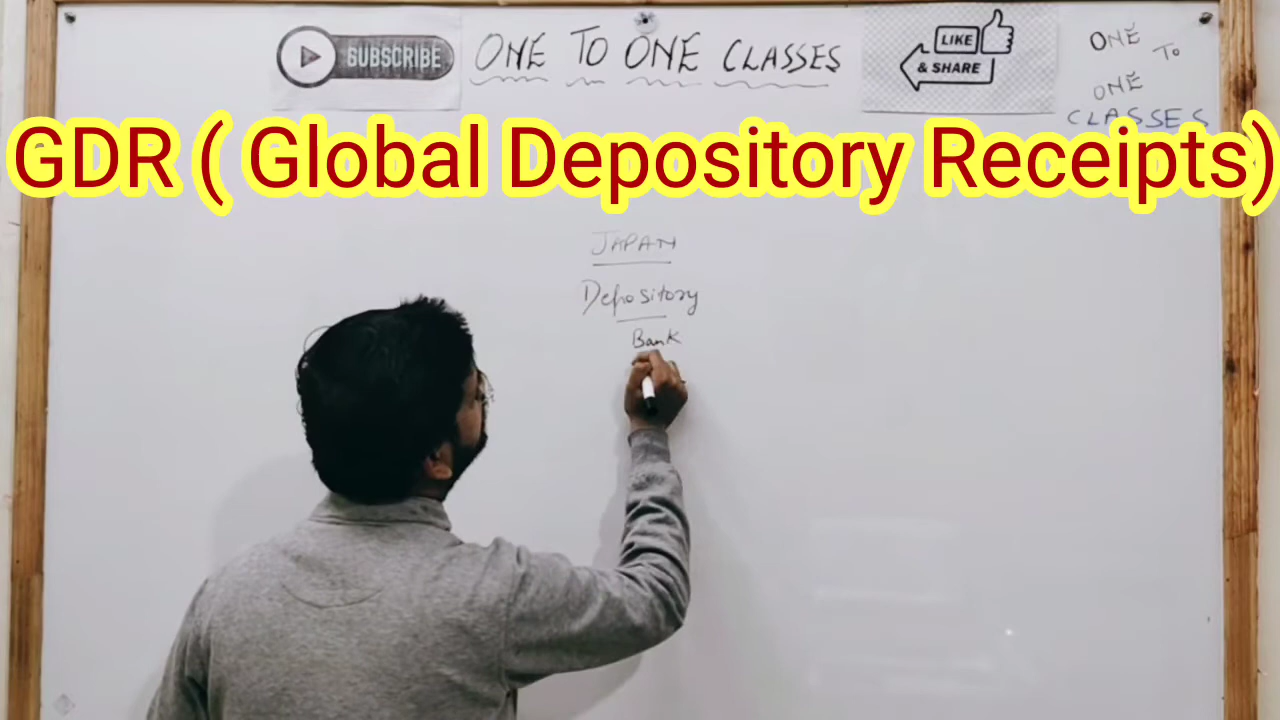 SUBSCRIBE
ONE TO ONE CLASSES
LIKE
& SHARE
ONE
TO
ONE
CLASSES
GDR ( Global Depository Receipts)
JAPAN
Depository
Bank